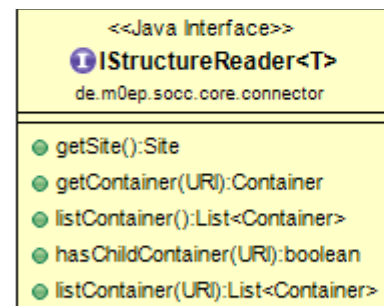 <<Java Interface>>
I IStructureReader<T>
de.m0ep.socc.core.connector
getSite():Site
getContainer(URI):Container
listContainer():List<Container>
hasChildContainer(URI):boolean
listContainer(URI):List<Container>